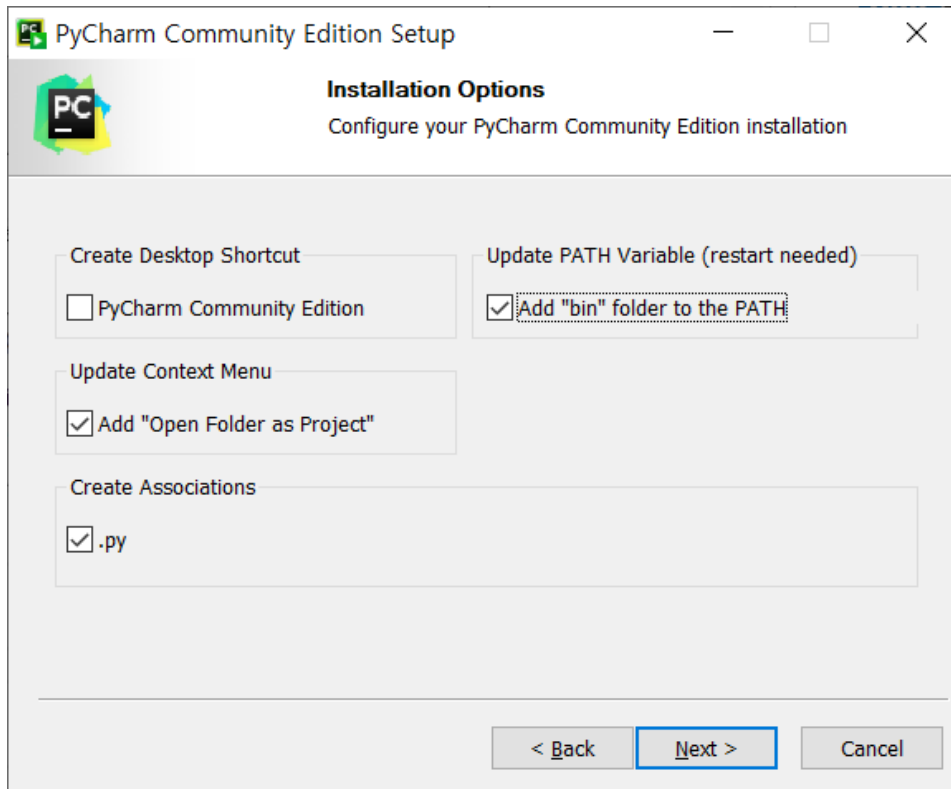 PyCharm Community Edition Setup
PC
Installation Options
Configure your PyCharm Community Edition installation
Create Desktop Shortcut
PyCharm Community Edition
Update PATH Variable (restart needed)
Add "bin" folder to the PATH
Update Context Menu
Add "Open Folder as Project"
Create Associations
.py
< Back
Next >
Cancel